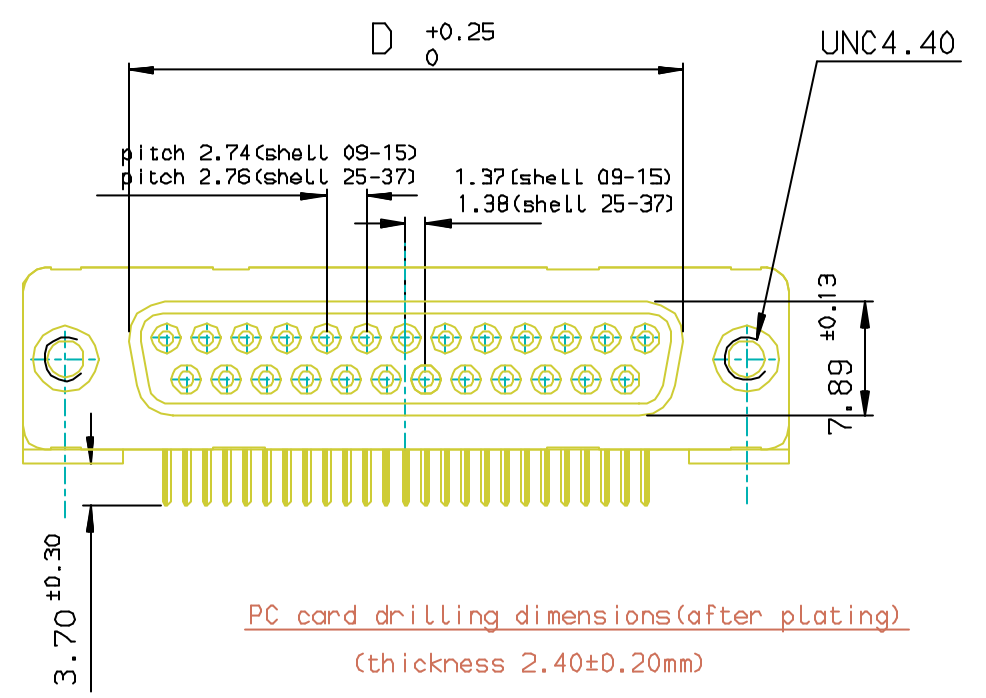 D +0.25
0
UNC4.40
pitch 2.74(shell 09-15)
pitch 2.76(shell 25-37)
1.37(shell 09-15)
1.38(shell 25-37)
7.89 ±0.13
3.70 ±0.30
PC card drilling dimensions(after plating)
(thickness 2.40±0.20mm)